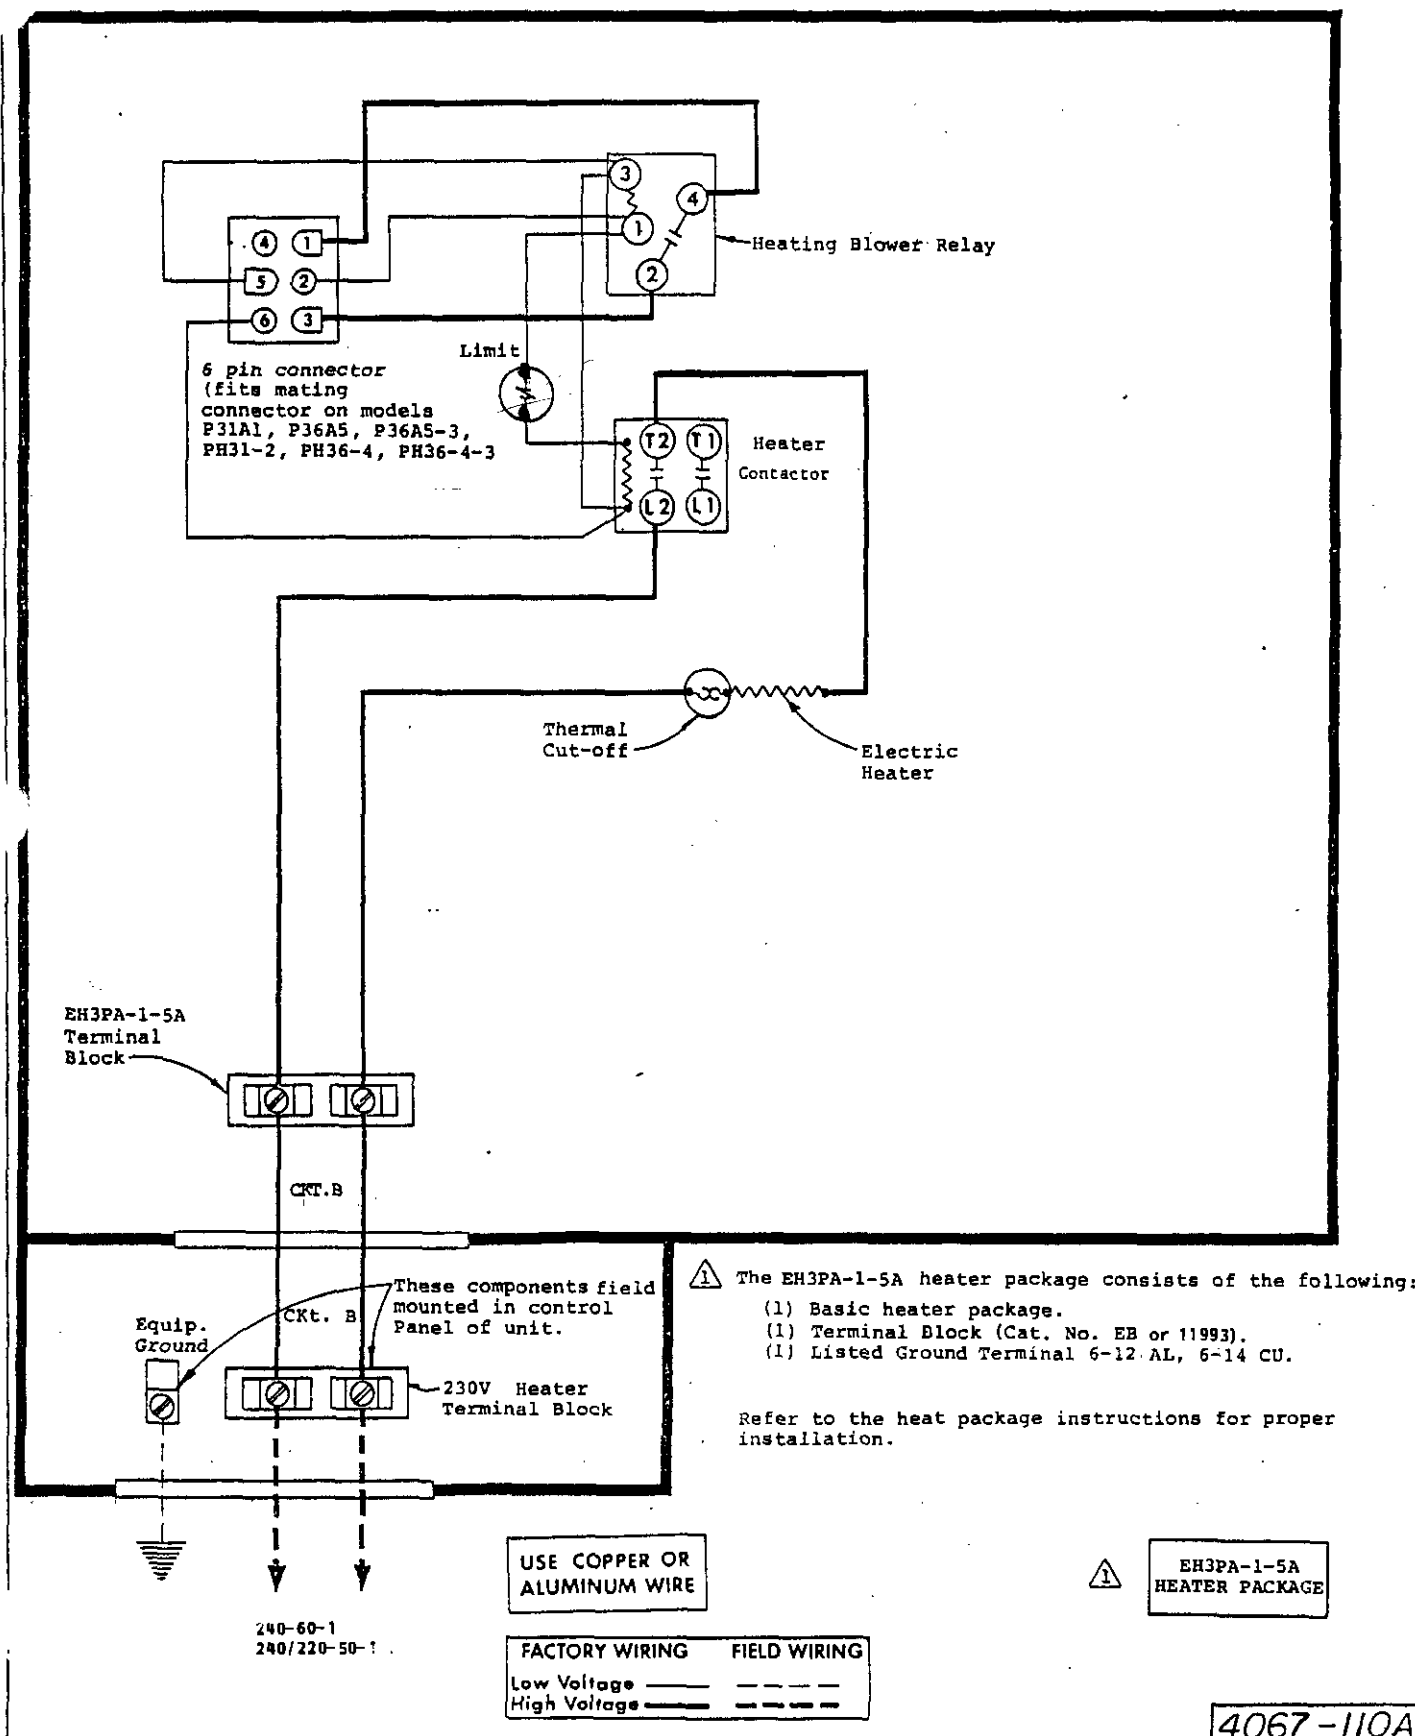 3
4
1
Heating Blower Relay
2
4 1
5 2
6 3
Limit
6 pin connector
(fits mating
connector on models
P31A1, P36A5, P36A5-3,
PH31-2, PH36-4, PH36-4-3
T2 T1
Heater
Contactor
L2 L1
Thermal
Cut-off
Electric
Heater
EH3PA-1-5A
Terminal
Block
CKT.B
These components field
mounted in control
Panel of unit.
CKt. B
Equip.
Ground
230V Heater
Terminal Block
1 The EH3PA-1-5A heater package consists of the following:
(1) Basic heater package.
(1) Terminal Block (Cat. No. EB or 11993).
(1) Listed Ground Terminal 6-12 AL, 6-14 CU.
Refer to the heat package instructions for proper
installation.
USE COPPER OR
ALUMINUM WIRE
1
EH3PA-1-5A
HEATER PACKAGE
240-60-1
240/220-50-1
FACTORY WIRING FIELD WIRING
Low Voltage
High Voltage
4067-110A